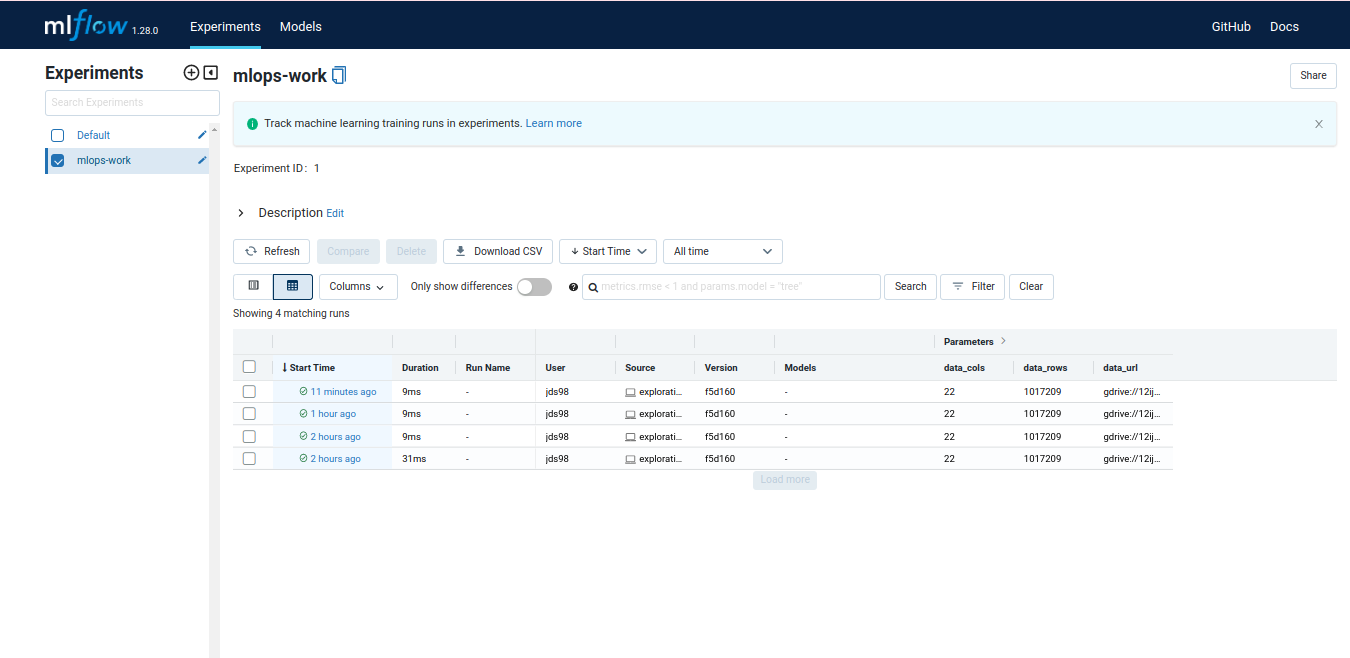 mlflow 1.28.0 Experiments Models GitHub Docs
Experiments
Search Experiments
Default
mlops-work
mlops-work
Share
Track machine learning training runs in experiments. Learn more
Experiment ID: 1
Description Edit
Refresh Compare Delete Download CSV Start Time All time
Columns Only show differences metrics.rmse < 1 and params.model = "tree" Search Filter Clear
Showing 4 matching runs
Parameters
Start Time Duration Run Name User Source Version Models data_cols data_rows data_url
11 minutes ago 9ms - jds98 explorati... f5d160 - 22 1017209 gdrive://12ij...
1 hour ago 9ms - jds98 explorati... f5d160 - 22 1017209 gdrive://12ij...
2 hours ago 9ms - jds98 explorati... f5d160 - 22 1017209 gdrive://12ij...
2 hours ago 31ms - jds98 explorati... f5d160 - 22 1017209 gdrive://12ij...
Load more